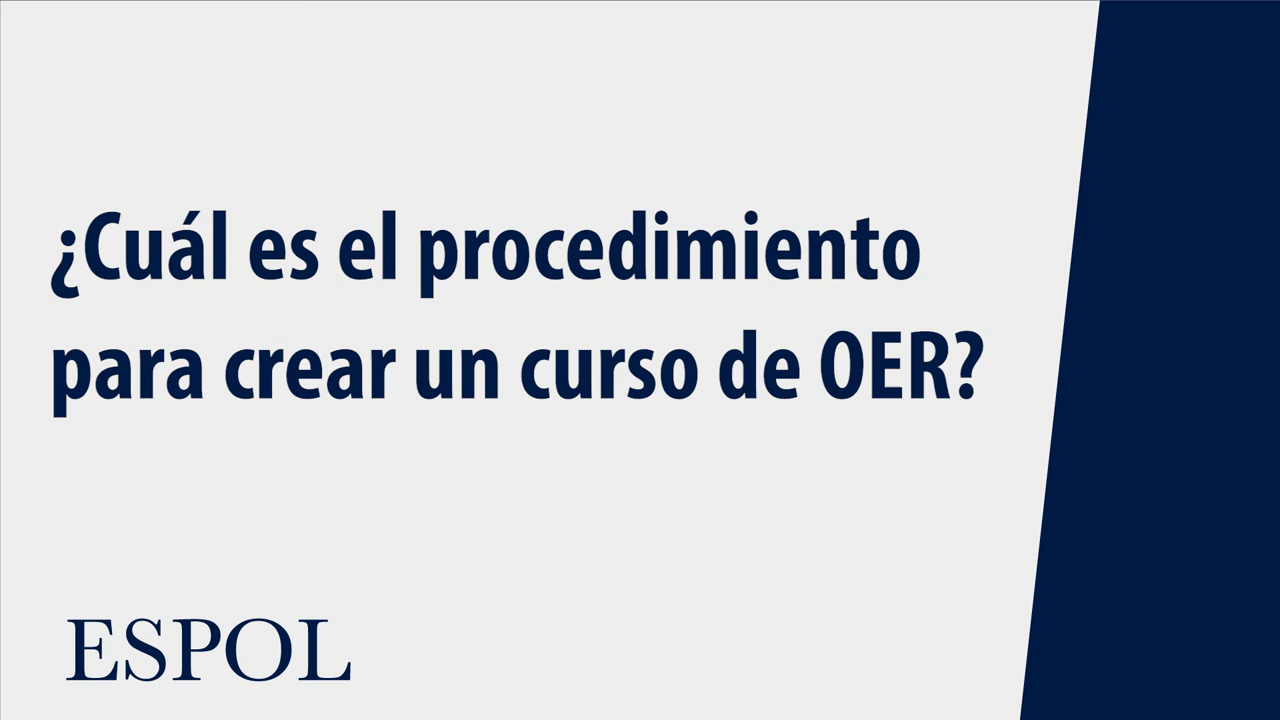 ¿Cuál es el procedimiento
para crear un curso de OER?
ESPOL